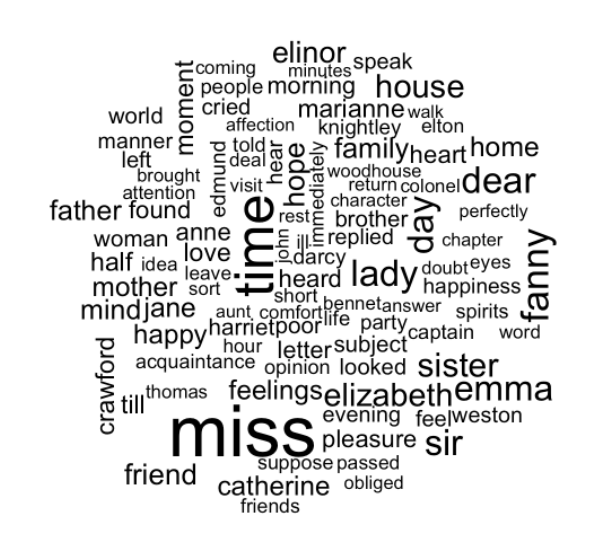 elinor
speak
coming
minutes
people
morning
house
moment
cried
marianne
walk
world
affection
knightley
elton
manner
told
hear
hope
family
heart
home
left
deal
edmund
immediately
woodhouse
brought
visit
return
colonel
dear
attention
character
father
found
time
rest
brother
day
perfectly
woman
anne
john
ill
replied
chapter
fanny
half
idea
love
darcy
lady
doubt
eyes
leave
heard
happiness
mother
sort
short
mind
jane
aunt
comfort
life
bennet
answer
spirits
happy
harriet
poor
party
captain
word
crawford
hour
letter
subject
acquaintance
opinion
looked
sister
till
thomas
feelings
elizabeth
emma
miss
evening
feel
weston
pleasure
sir
friend
suppose
passed
catherine
obliged
friends